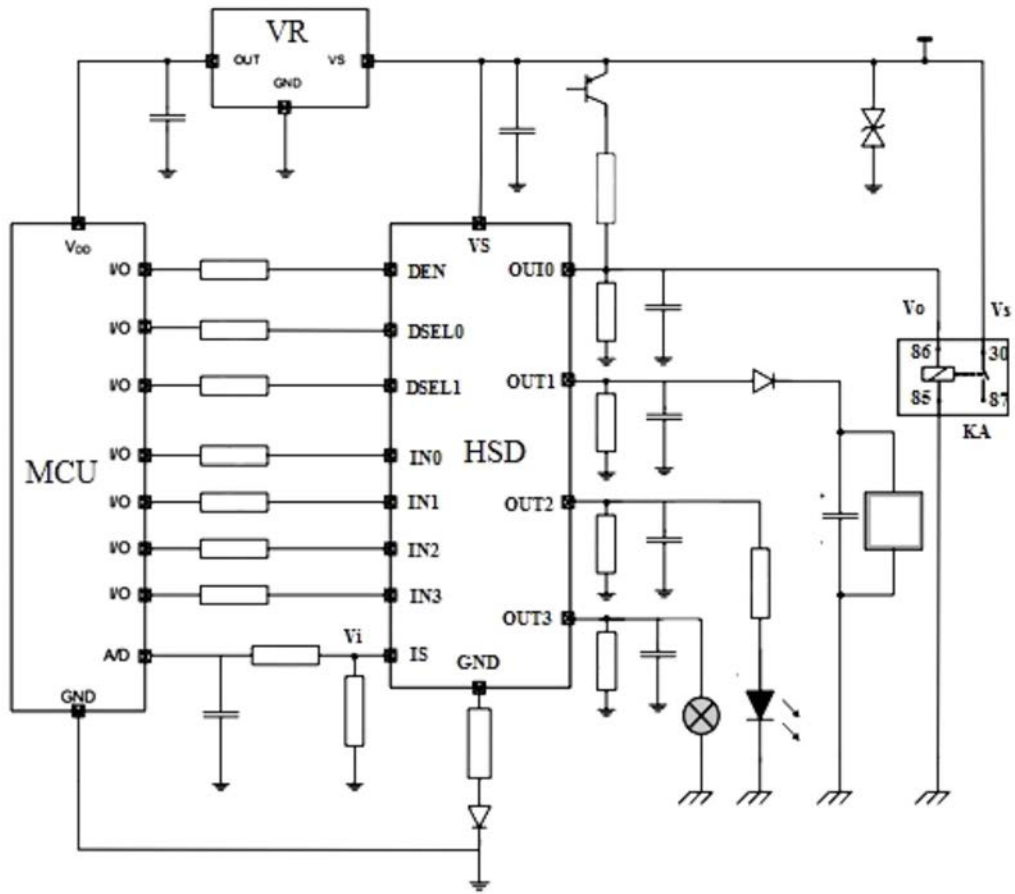 VR
OUT VS
GND
VDD
VS
I/O DEN
I/O DSEL0
I/O DSEL1
I/O IN0
I/O IN1
I/O IN2
I/O IN3
A/D Vi IS
MCU
HSD
GND
GND
OUI0
OUT1
OUT2
OUT3
Vo Vs
86 30
85 87
KA